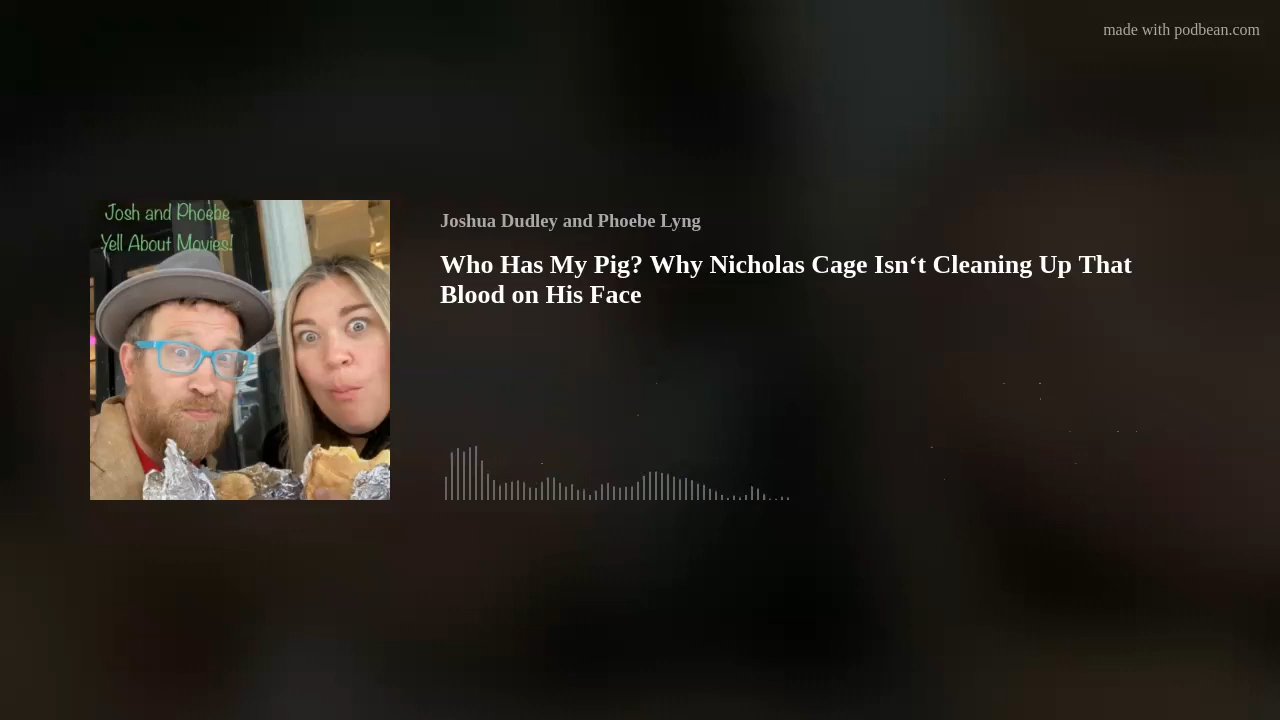 made with podbean.com
Josh and Phoebe
Yell About Movies!
Joshua Dudley and Phoebe Lyng
Who Has My Pig? Why Nicholas Cage Isn‘t Cleaning Up That
Blood on His Face